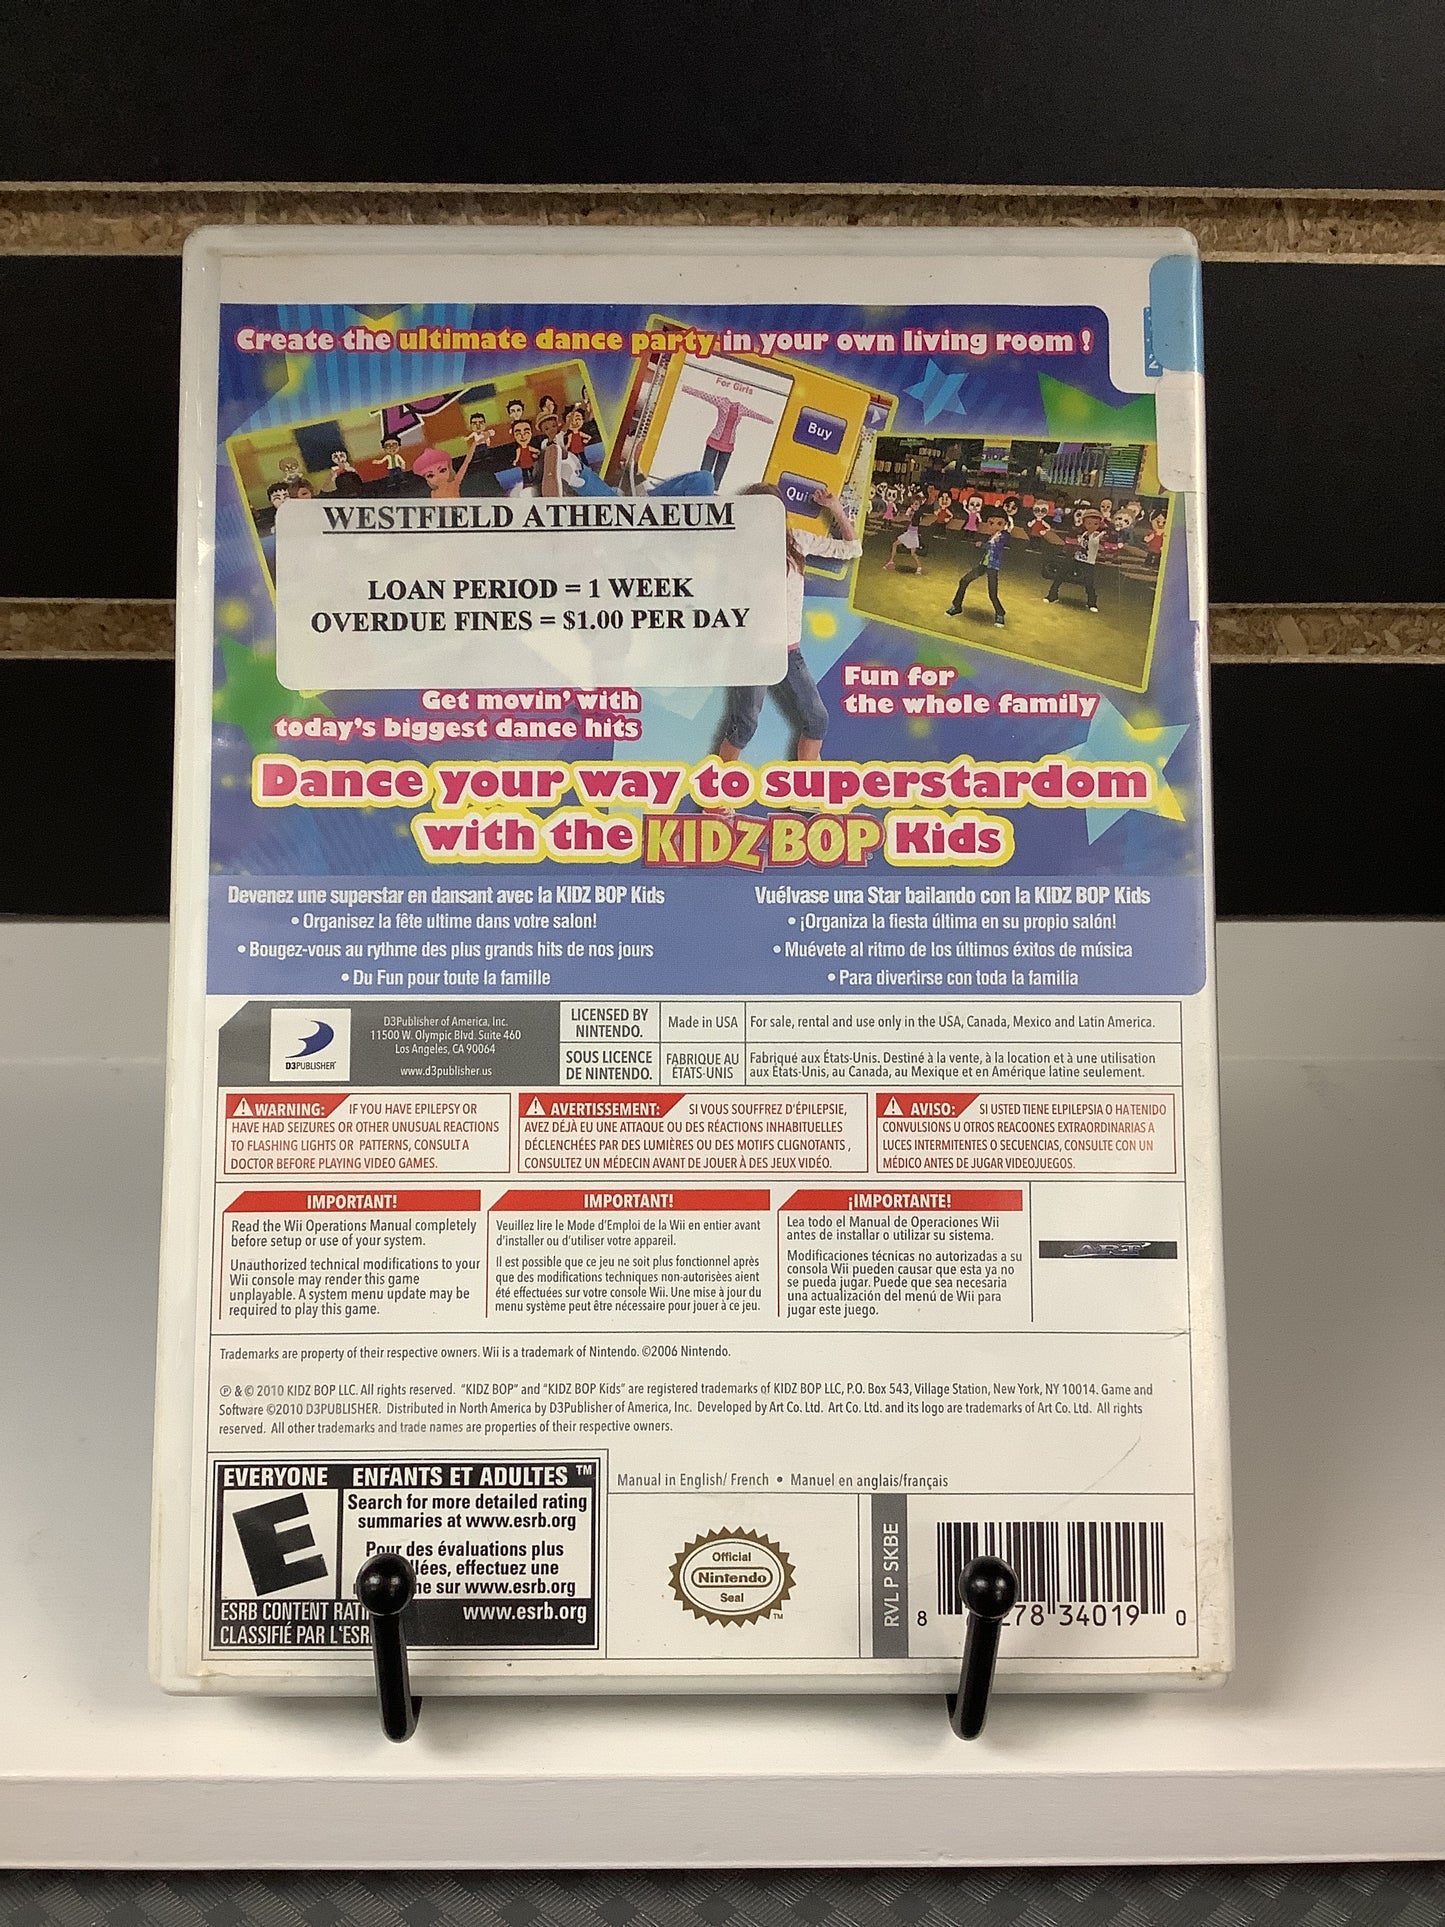 Create the ultimate dance party in your own living room !
For Girls
Buy
WESTFIELD ATHENAEUM
LOAN PERIOD = 1 WEEK
OVERDUE FINES = $1.00 PER DAY
Get movin' with
today's biggest dance hits
Fun for
the whole family
Dance your way to superstardom
with the KIDZ BOP Kids
Devenez une superstar en dansant avec la KIDZ BOP Kids
• Organisez la fête ultime dans votre salon!
• Bougez-vous au rythme des plus grands hits de nos jours
• Du Fun pour toute la famille
Vuélvase una Star bailando con la KIDZ BOP Kids
• ¡Organiza la fiesta última en su propio salón!
• Muévete al ritmo de los últimos éxitos de música
• Para divertirse con toda la familia
D3PUBLISHER
D3Publisher of America, Inc.
11500 W. Olympic Blvd. Suite 460
Los Angeles, CA 90064
www.d3publisher.us
LICENSED BY
NINTENDO.
Made in USA
For sale, rental and use only in the USA, Canada, Mexico and Latin America.
SOUS LICENCE
DE NINTENDO.
FABRIQUÉ AU
ÉTATS-UNIS
Fabriqué aux États-Unis. Destiné à la vente, à la location et à une utilisation
aux États-Unis, au Canada, au Mexique et en Amérique latine seulement.
WARNING: IF YOU HAVE EPILEPSY OR
HAVE HAD SEIZURES OR OTHER UNUSUAL REACTIONS
TO FLASHING LIGHTS OR PATTERNS, CONSULT A
DOCTOR BEFORE PLAYING VIDEO GAMES.
AVERTISSEMENT: SI VOUS SOUFFREZ D'ÉPILEPSIE,
AVEZ DÉJÀ EU UNE ATTAQUE OU DES RÉACTIONS INHABITUELLES
DÉCLENCHÉES PAR DES LUMIÈRES OU DES MOTIFS CLIGNOTANTS ,
CONSULTEZ UN MÉDECIN AVANT DE JOUER À DES JEUX VIDÉO.
AVISO: SI USTED TIENE ELPILEPSIA O HA TENIDO
CONVULSIONS U OTROS REACOONES EXTRAORDINARIAS A
LUCES INTERMITENTES O SECUENCIAS, CONSULTE CON UN
MÉDICO ANTES DE JUGAR VIDEOJUEGOS.
IMPORTANT!
Read the Wii Operations Manual completely
before setup or use of your system.
Unauthorized technical modifications to your
Wii console may render this game
unplayable. A system menu update may be
required to play this game.
IMPORTANT!
Veuillez lire le Mode d'Emploi de la Wii en entier avant
d'installer ou d'utiliser votre appareil.
Il est possible que ce jeu ne soit plus fonctionnel après
que des modifications techniques non-autorisèes aient
été effectuées sur votre console Wii. Une mise à jour du
menu système peut être nécessaire pour jouer à ce jeu.
¡IMPORTANTE!
Lea todo el Manual de Operaciones Wii
antes de installar o utilizar su sistema.
Modificaciones técnicas no autorizadas a su
consola Wii pueden causar que esta ya no
se pueda jugar. Puede que sea necesaria
una actualización del menú de Wii para
jugar este juego.
ART
Trademarks are property of their respective owners. Wii is a trademark of Nintendo. ©2006 Nintendo.
℗ & © 2010 KIDZ BOP LLC. All rights reserved. "KIDZ BOP" and "KIDZ BOP Kids" are registered trademarks of KIDZ BOP LLC, P.O. Box 543, Village Station, New York, NY 10014. Game and
Software ©2010 D3PUBLISHER. Distributed in North America by D3Publisher of America, Inc. Developed by Art Co. Ltd. Art Co. Ltd. and its logo are trademarks of Art Co. Ltd. All rights
reserved. All other trademarks and trade names are properties of their respective owners.
EVERYONE ENFANTS ET ADULTES ™
E
Search for more detailed rating
summaries at www.esrb.org
Pour des évaluations plus
effectuez une
sur www.esrb.org
ESRB CONTENT
www.esrb.org
CLASSIFIÉ PAR L'ESRB
Manual in English/ French • Manuel en anglais/français
Official
Nintendo
Seal
™
RVL P SKBE
8 278 34019 0